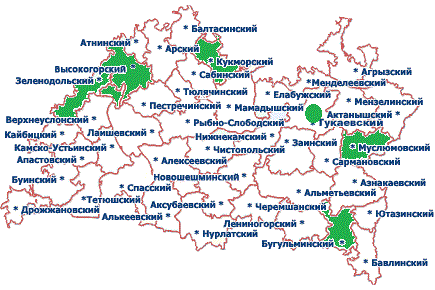 Балтасинский *
Атнинский *
* Арский
* Кукморский
Высокогорский *
* Сабинский
* Агрызский
Зеленодольский *
* Менделеевский
* Тюлячинский
* Елабужский
* Мензелинский
* Пестречинский
* Мамадышский
Актанышский *
Верхнеуслонский *
* Рыбно-Слободский
Тукаевский
Кайбицкий *
Лаишевский *
Нижнекамский *
* Заинский
Камско-Устьинский *
* Чистопольский
* Муслюмовский
Апастовский *
* Алексеевский
* Сармановский
Буинский *
Новошешминский *
* Азнакаевский
* Спасский
* Альметьевский
* Тетюшский
Аксубаевский *
* Черемшанский
* Дрожжановский
Алькеевский *
* Ютазинский
Лениногорский *
* Нурлатский
Бугульминский *
* Бавлинский